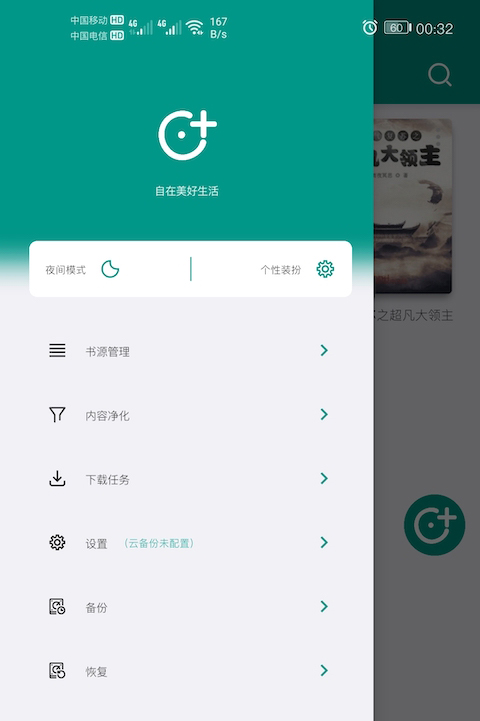 中国移动 HD 4G 4G 167
中国电信 HD B/s
60 00:32
自在美好生活
夜间模式
个性装扮
大领主
之超凡大领主
书源管理
内容净化
下载任务
设置 (云备份未配置)
备份
恢复